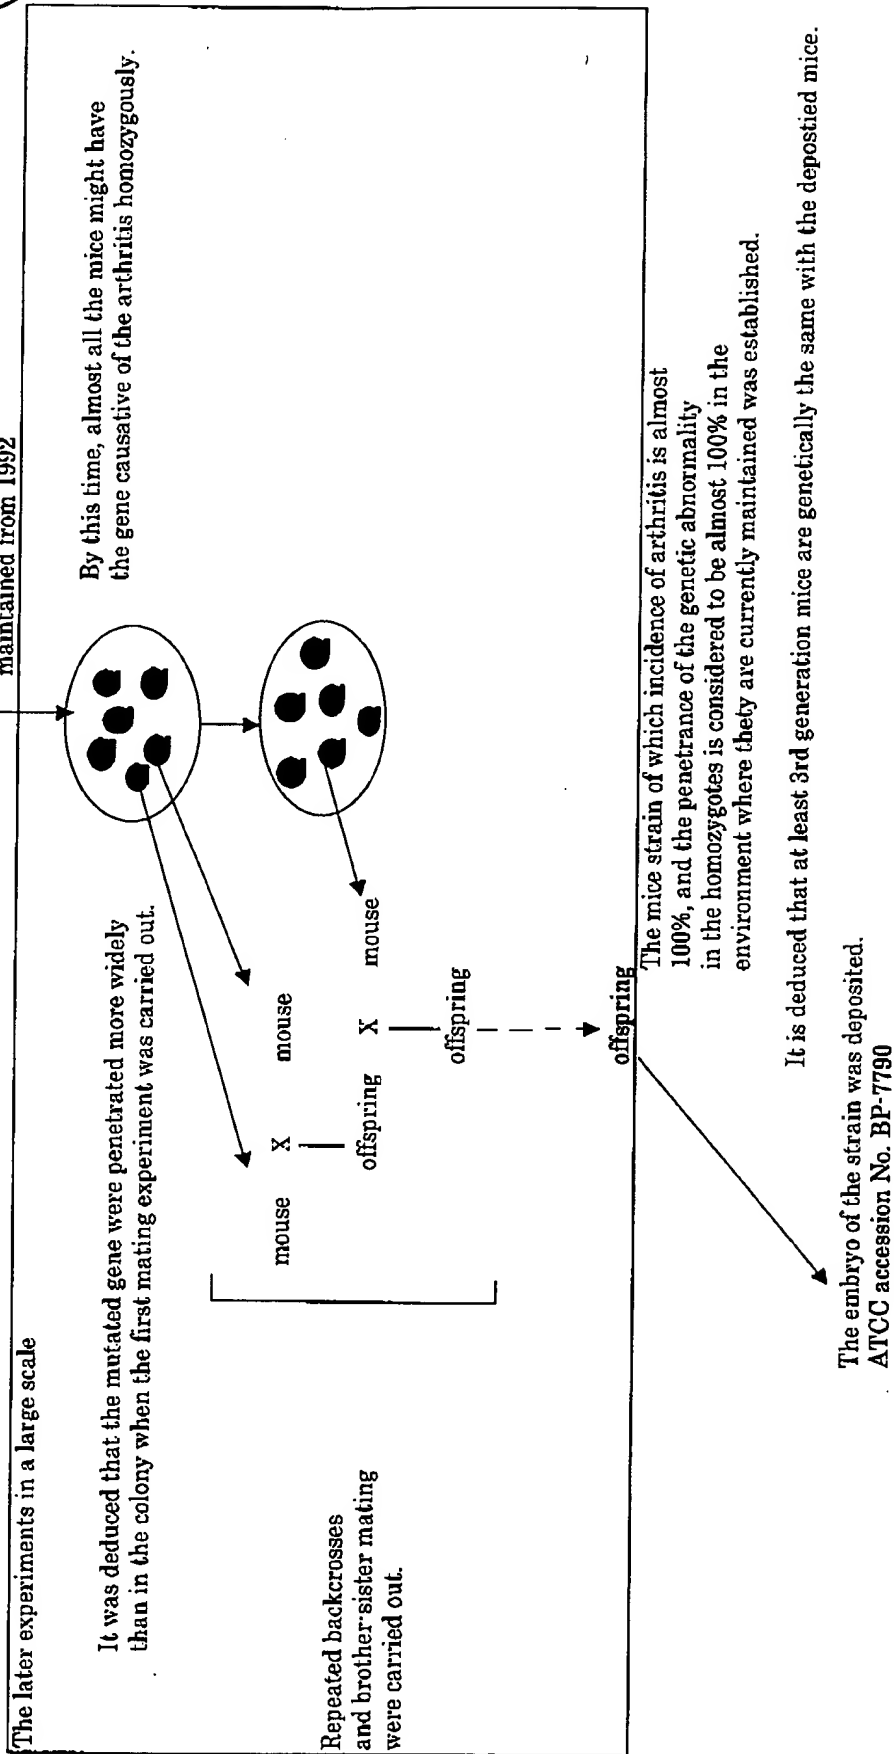 maintained from 1992
The later experiments in a large scale
By this time, almost all the mice might have
the gene causative of the arthritis homozygously.
It was deduced that the mutated gene were penetrated more widely
than in the colony when the first mating experiment was carried out.
mouse X mouse
offspring X mouse
Repeated backcrosses
and brother-sister mating
were carried out.
offspring
offspring
The mice strain of which incidence of arthritis is almost
100%, and the penetrance of the genetic abnormality
in the homozygotes is considered to be almost 100% in the
environment where thety are currently maintained was established.
It is deduced that at least 3rd generation mice are genetically the same with the depostied mice.
The embryo of the strain was deposited.
ATCC accession No. BP-7790